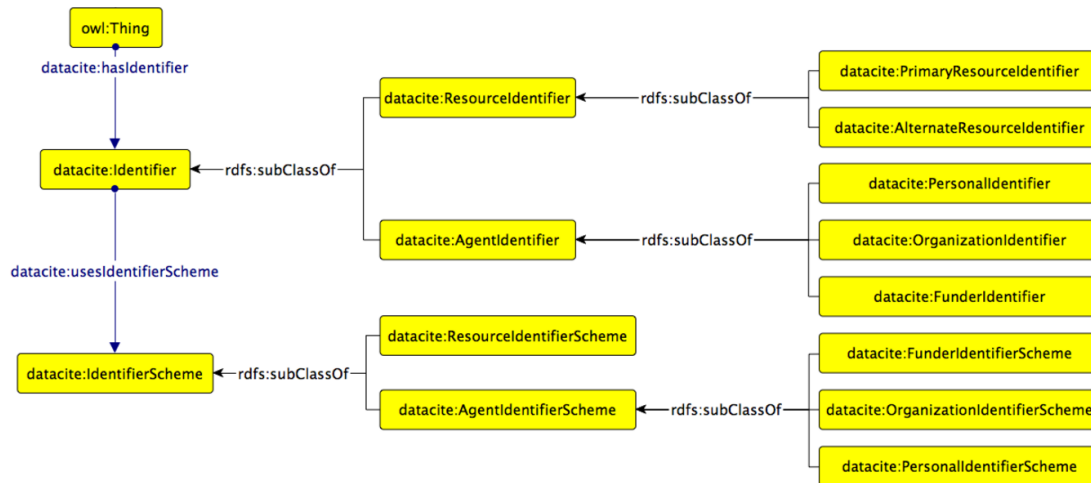 owl:Thing
datacite:hasIdentifier
datacite:Identifier
datacite:usesIdentifierScheme
datacite:IdentifierScheme
rdfs:subClassOf
datacite:ResourceIdentifier
rdfs:subClassOf
datacite:PrimaryResourceIdentifier
datacite:AlternateResourceIdentifier
datacite:AgentIdentifier
rdfs:subClassOf
datacite:PersonalIdentifier
datacite:OrganizationIdentifier
datacite:FunderIdentifier
rdfs:subClassOf
datacite:ResourceIdentifierScheme
datacite:AgentIdentifierScheme
rdfs:subClassOf
datacite:FunderIdentifierScheme
datacite:OrganizationIdentifierScheme
datacite:PersonalIdentifierScheme